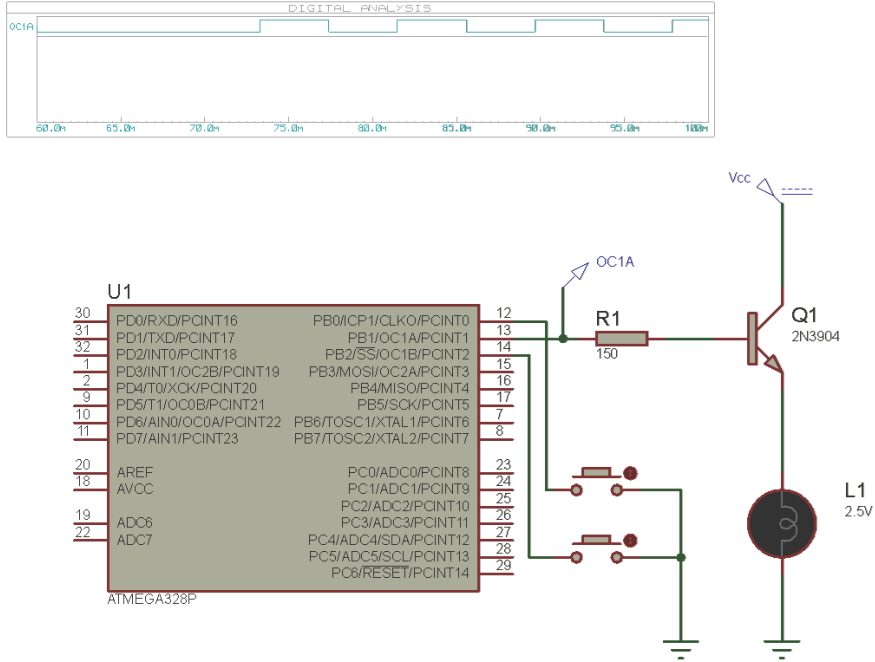 DIGITAL ANALYSIS
OC1A
60.0m 65.0m 70.0m 75.0m 80.0m 85.0m 90.0m 95.0m 100m
Vcc
OC1A
U1
R1
150
Q1
2N3904
30 PD0/RXD/PCINT16 PB0/ICP1/CLKO/PCINT0 12
31 PD1/TXD/PCINT17 PB1/OC1A/PCINT1 13
32 PD2/INT0/PCINT18 PB2/SS/OC1B/PCINT2 14
1 PD3/INT1/OC2B/PCINT19 PB3/MOSI/OC2A/PCINT3 15
2 PD4/T0/XCK/PCINT20 PB4/MISO/PCINT4 16
9 PD5/T1/OC0B/PCINT21 PB5/SCK/PCINT5 17
10 PD6/AIN0/OC0A/PCINT22 PB6/TOSC1/XTAL1/PCINT6 7
11 PD7/AIN1/PCINT23 PB7/TOSC2/XTAL2/PCINT7 8
20 AREF PC0/ADC0/PCINT8 23
18 AVCC PC1/ADC1/PCINT9 24
PC2/ADC2/PCINT10 25
19 ADC6 PC3/ADC3/PCINT11 26
22 ADC7 PC4/ADC4/SDA/PCINT12 27
PC5/ADC5/SCL/PCINT13 28
PC6/RESET/PCINT14 29
ATMEGA328P
L1
2.5V